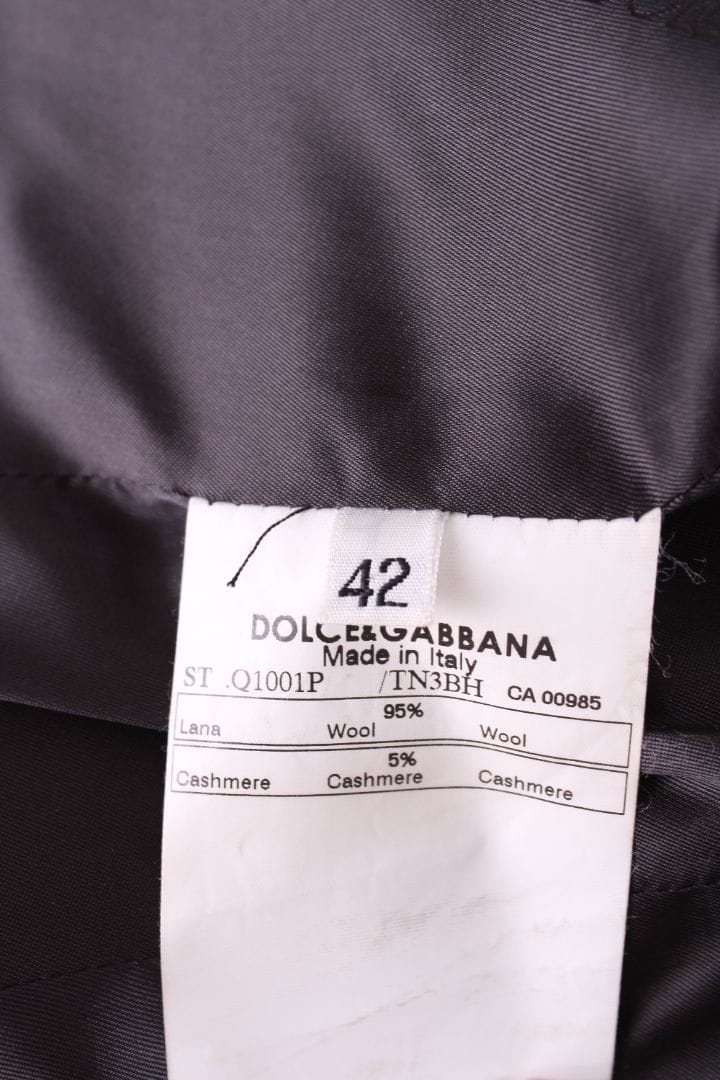 42
DOLCE&GABBANA
Made in Italy
ST .Q1001P /TN3BH CA 00985
95%
Lana Wool Wool
5%
Cashmere Cashmere Cashmere